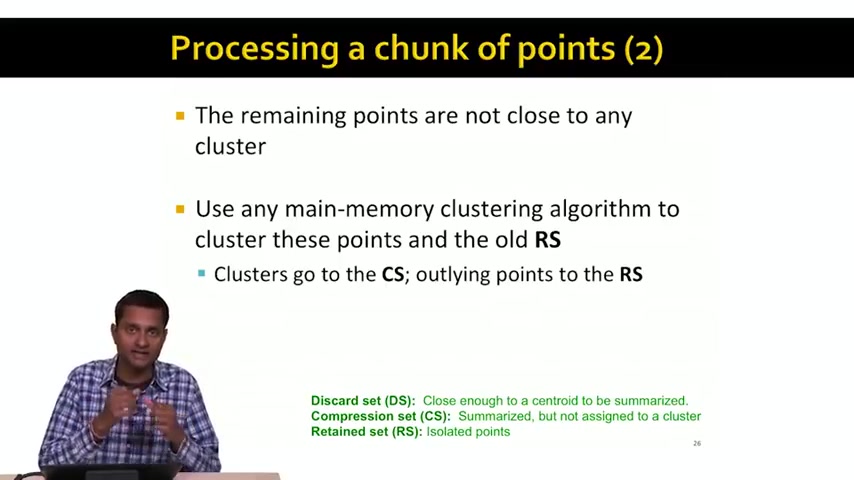 Processing a chunk of points (2)
The remaining points are not close to any
cluster
Use any main-memory clustering algorithm to
cluster these points and the old RS
Clusters go to the CS; outlying points to the RS
Discard set (DS): Close enough to a centroid to be summarized.
Compression set (CS): Summarized, but not assigned to a cluster
Retained set (RS): Isolated points
26